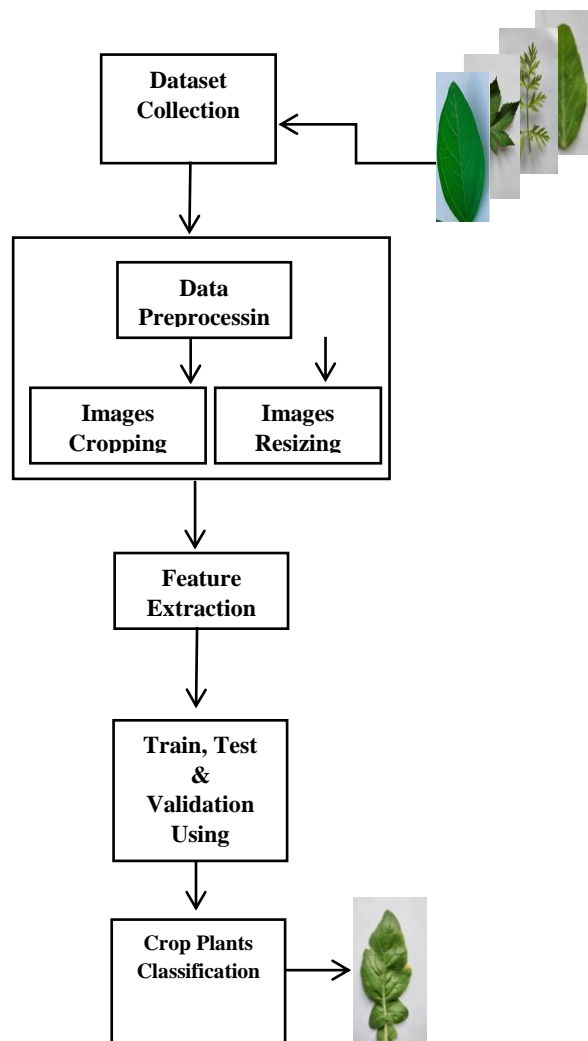 Dataset
Collection
Data
Preprocessin
Images
Cropping
Images
Resizing
Feature
Extraction
Train, Test
&
Validation
Using
Crop Plants
Classification